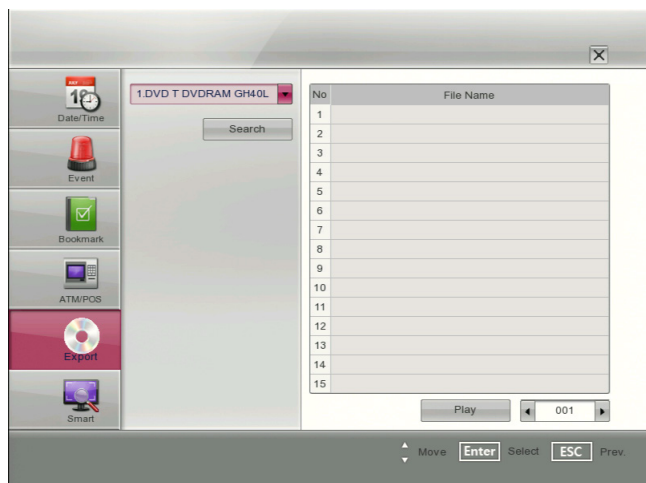 JULY
18
Date/Time
Event
Bookmark
ATM/POS
Export
Smart
1.DVD T DVDRAM GH40L
Search
No File Name
1
2
3
4
5
6
7
8
9
10
11
12
13
14
15
Play 001
Move Enter Select ESC Prev.